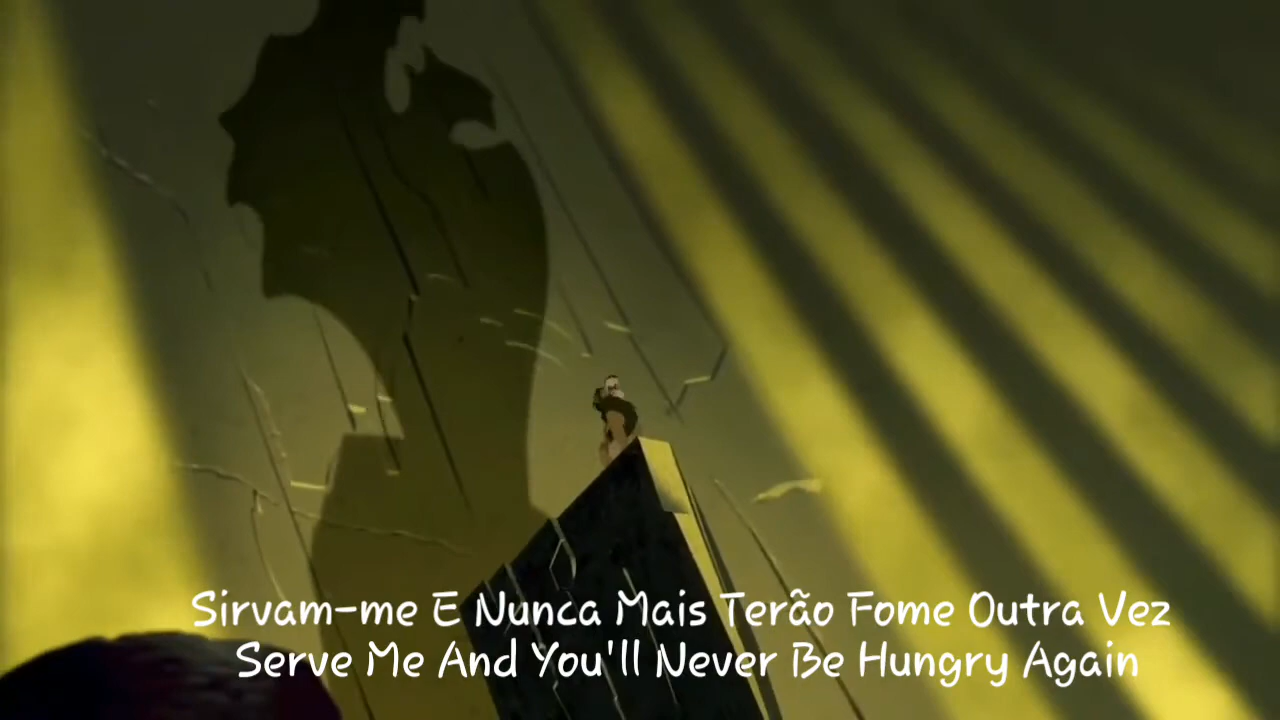 Sirvam-me E Nunca Mais Terão Fome Outra Vez
Serve Me And You'll Never Be Hungry Again